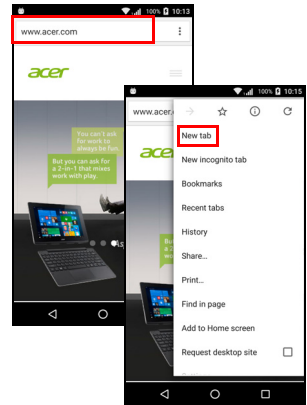 100% 10:13
www.acer.com
acer
You can't ask
for work to
always be fun.
But you can ask
for a 2-in-1 that mixes
work with play.
100% 10:15
www.acer.
New tab
New incognito tab
Bookmarks
Recent tabs
History
Share...
Print...
Find in page
Add to Home screen
Request desktop site